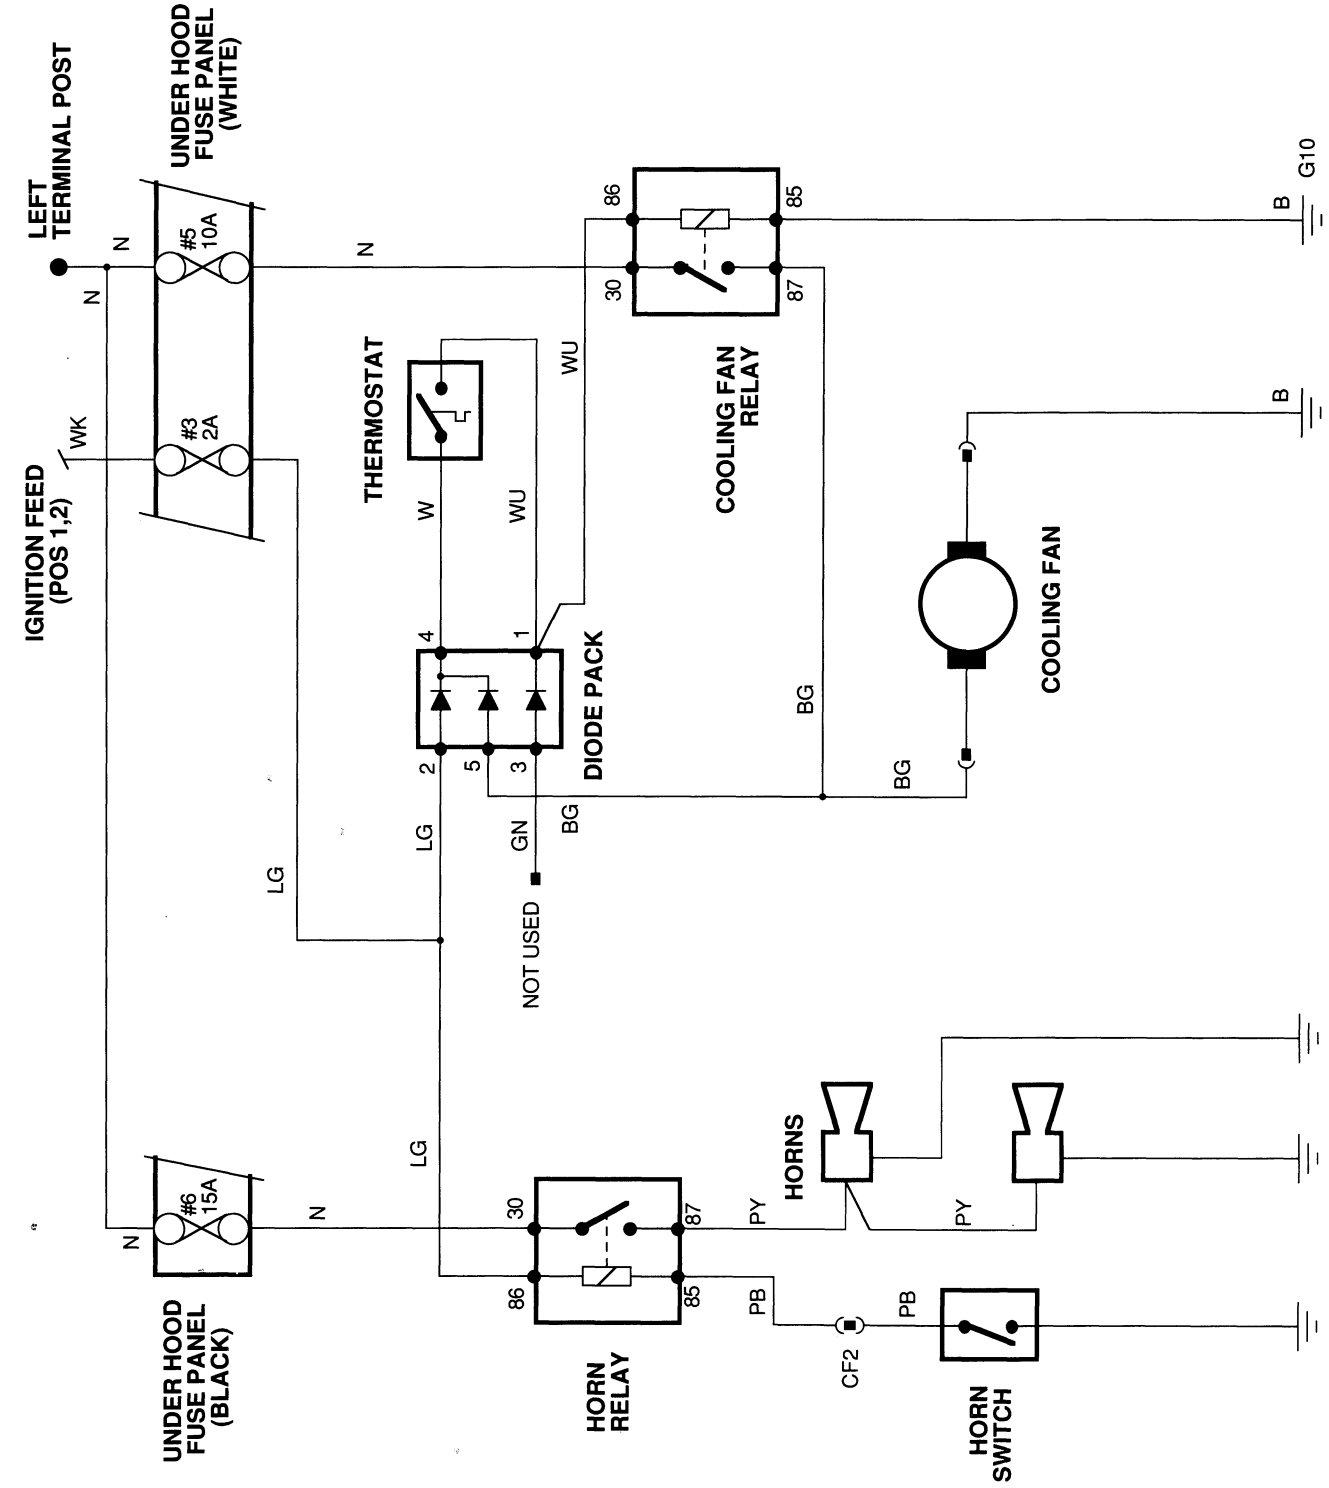 LEFT
TERMINAL POST
N
N
UNDER HOOD
FUSE PANEL
(WHITE)
#5
10A
N
IGNITION FEED
(POS 1,2)
WK
#3
2A
LG
THERMOSTAT
W
WU
WU
86
30
85
87
COOLING FAN
RELAY
B
G10
B
4
1
DIODE PACK
2
5
3
LG
GN
BG
NOT USED
BG
BG
COOLING FAN
UNDER HOOD
FUSE PANEL
(BLACK)
N
#6
15A
N
LG
30
86
87
85
HORN
RELAY
HORNS
PY
PY
PB
PB
CF2
HORN
SWITCH